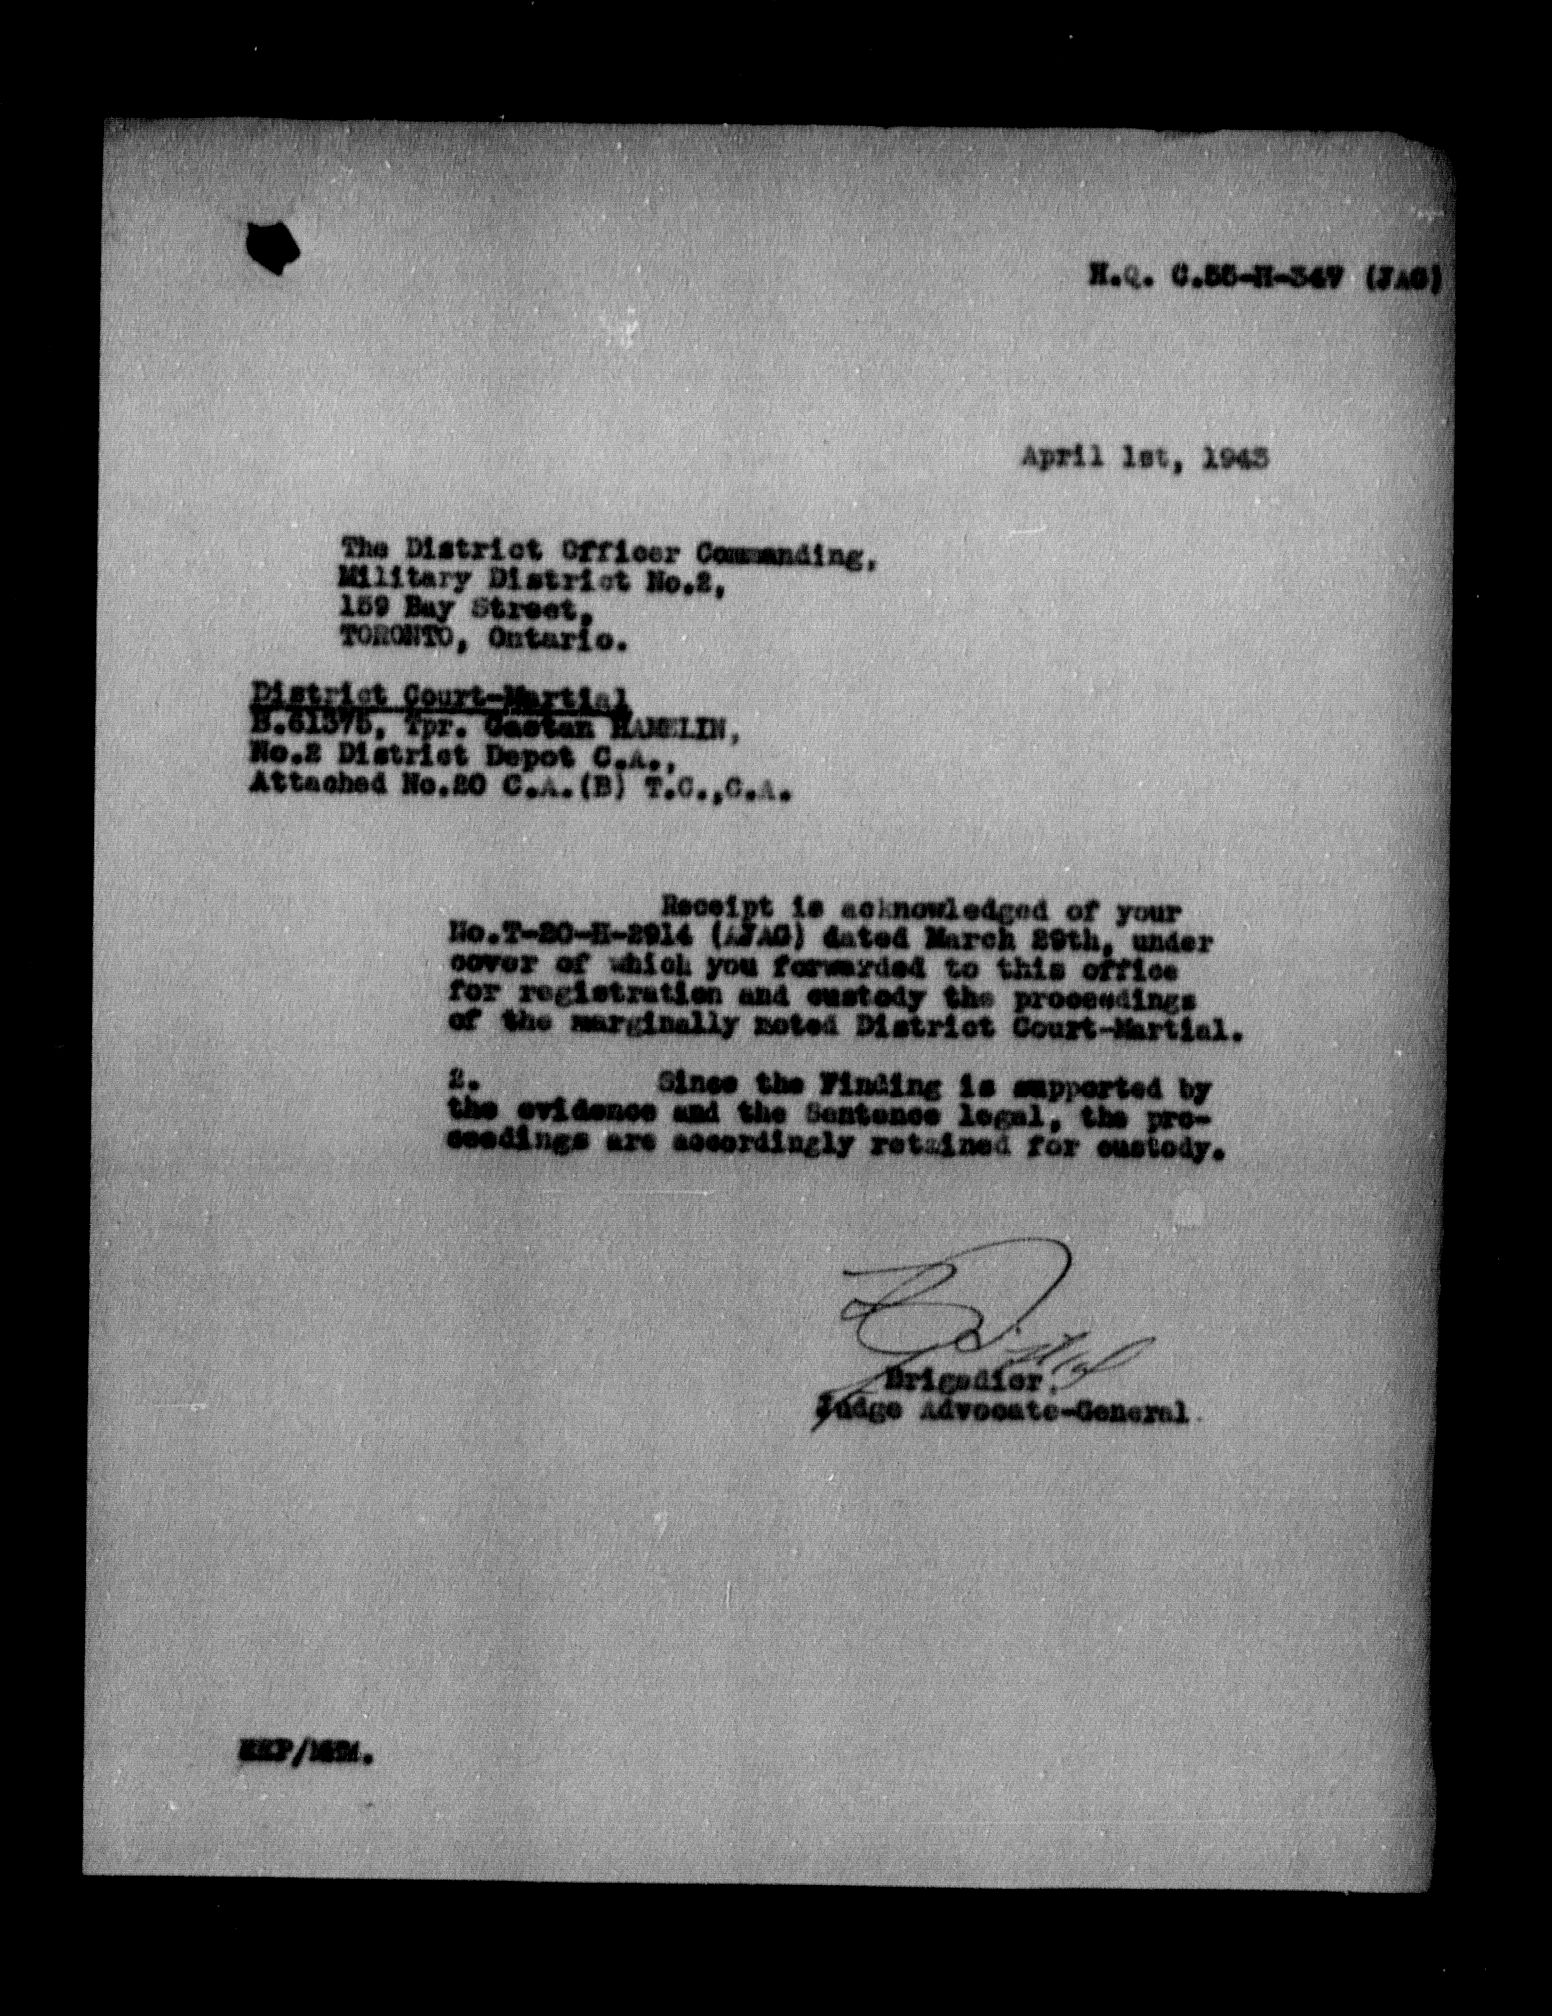 H.Q. C.55-H-347 (JAG)
April 1st, 1943
The District Officer Commanding,
Military District No.2,
159 Bay Street,
TORONTO, Ontario.
District Court-Martial
B.61375, Tpr. Gastan HAMELIN,
No.2 District Depot C.A.,
Attached No.20 C.A.(B) T.C.,C.A.
Receipt is acknowledged of your
No.T-20-H-2914 (AJAG) dated March 29th, under
cover of which you forwarded to this office
for registration and custody the proceedings
of the marginally noted District Court-Martial.
2. Since the Finding is supported by
the evidence and the Sentence legal, the pro-
ceedings are accordingly retained for custody.
Brigadier,
Judge Advocate-General.